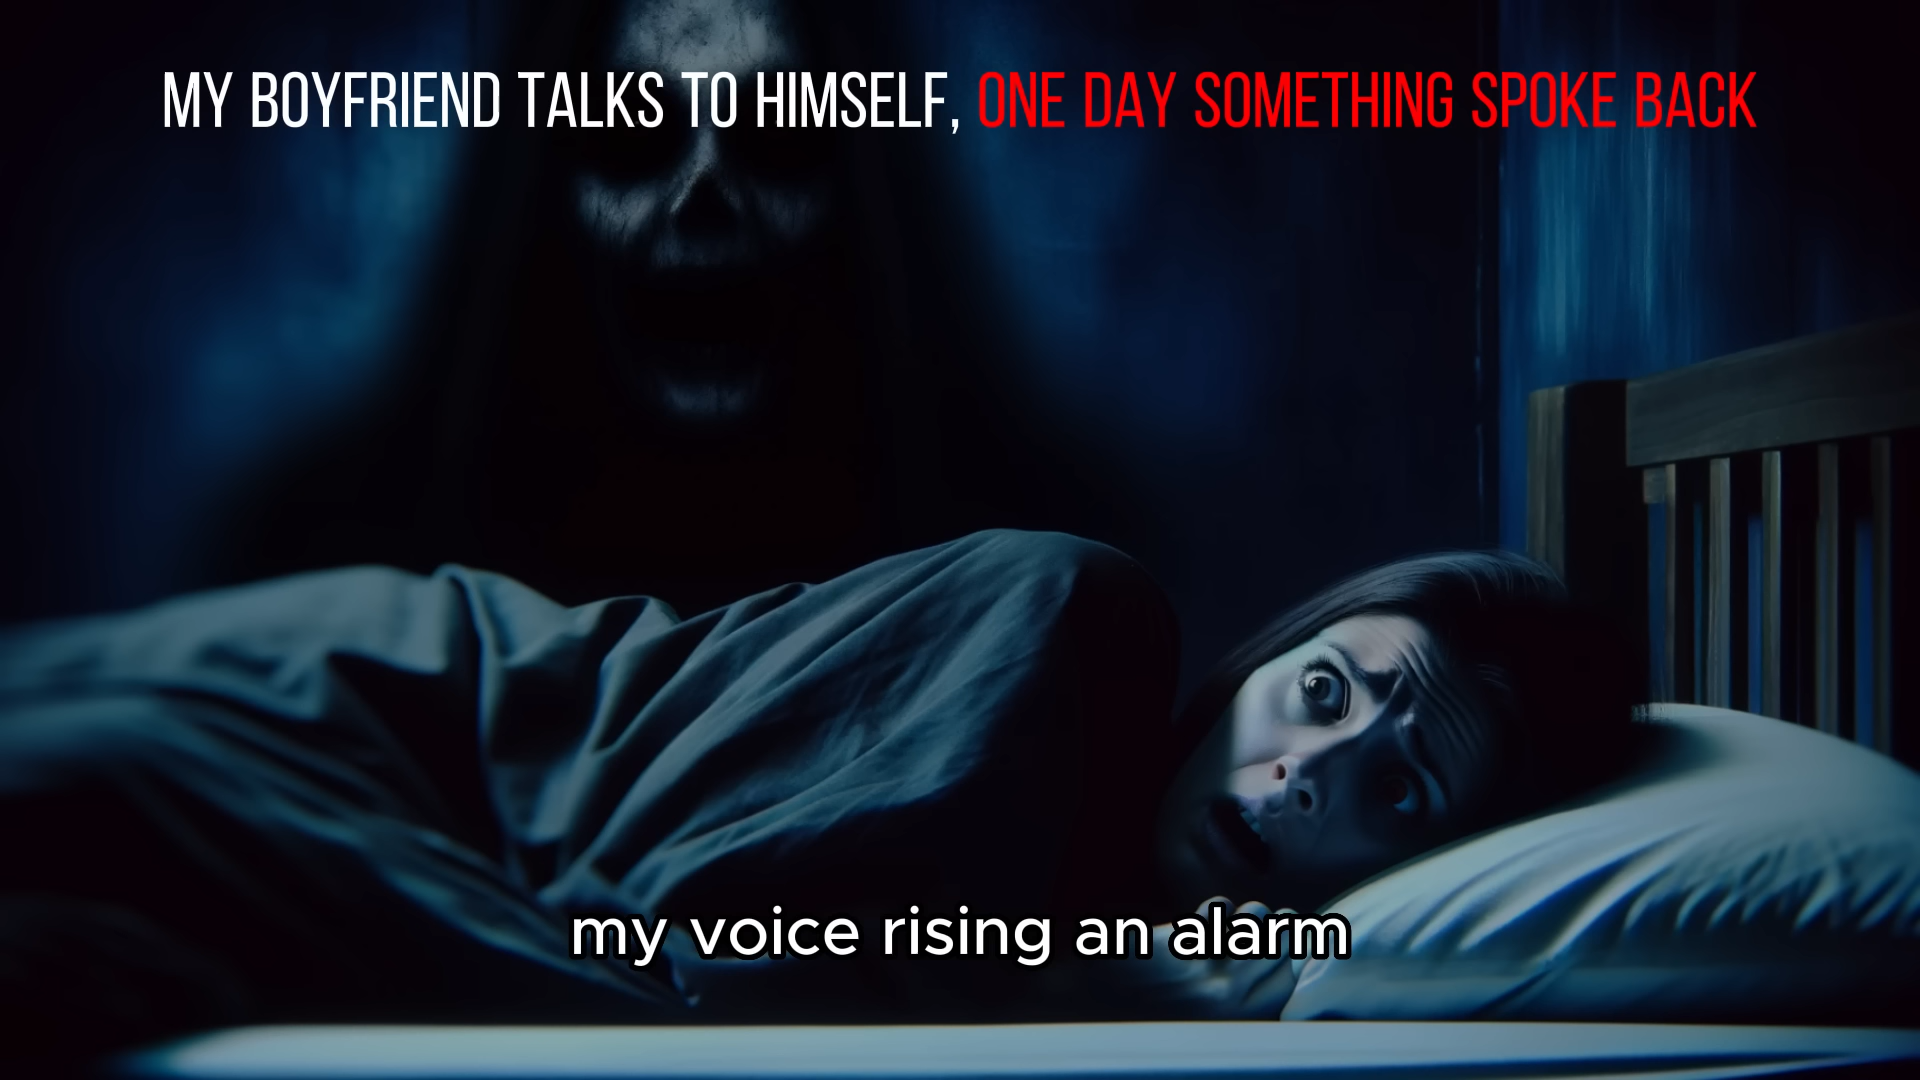 MY BOYFRIEND TALKS TO HIMSELF, ONE DAY SOMETHING SPOKE BACK
my voice rising an alarm